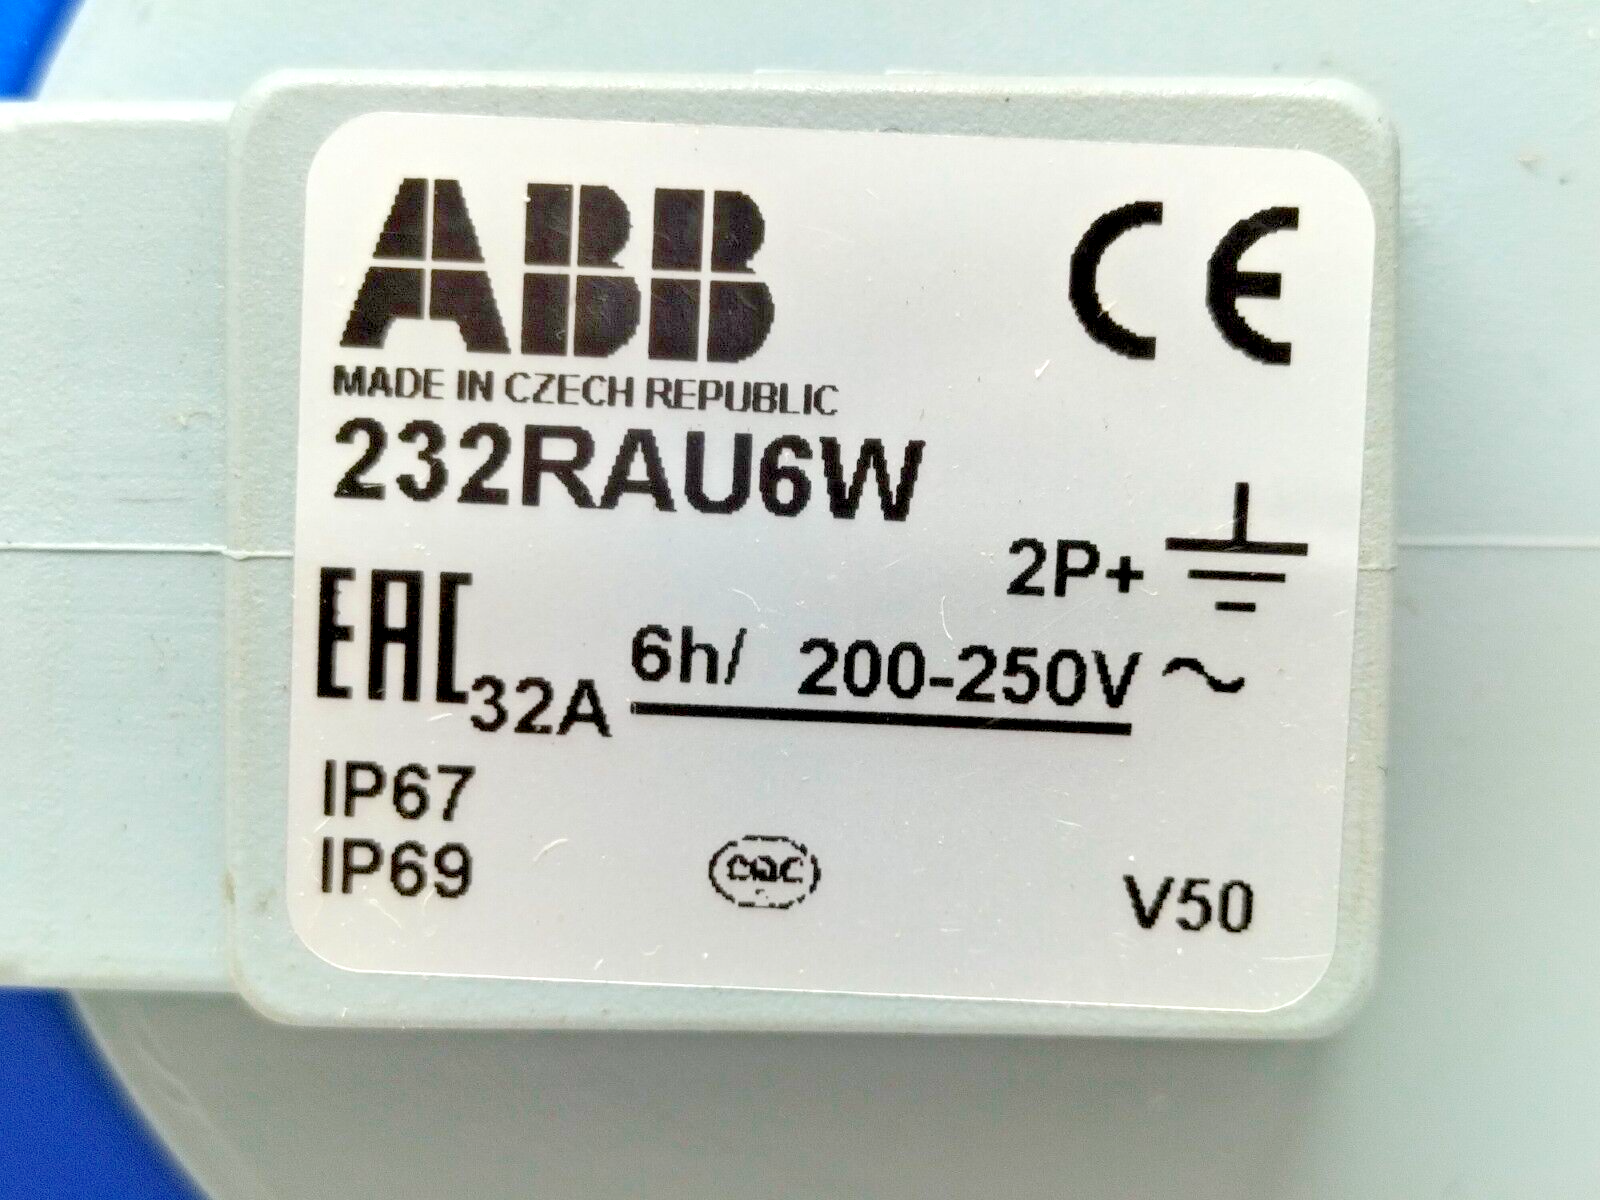 ABB CE
MADE IN CZECH REPUBLIC
232RAU6W
2P+
EAC
32A 6h/ 200-250V ~
IP67
IP69
CQC
V50